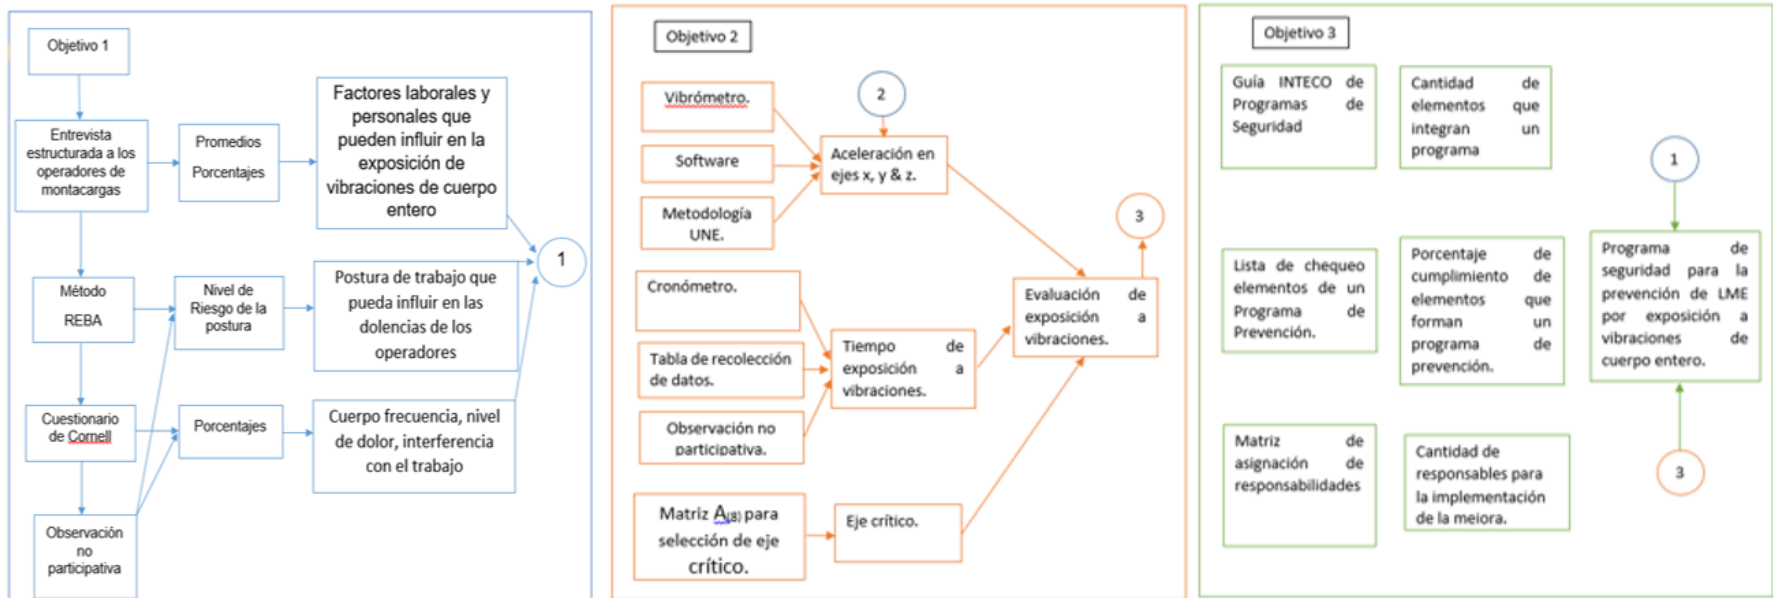 Objetivo 1
Entrevista
estructurada a los
operadores de
montacargas
Promedios
Porcentajes
Factores laborales y
personales que
pueden influir en la
exposición de
vibraciones de cuerpo
entero
1
Método
REBA
Nivel de
Riesgo de la
postura
Postura de trabajo que
pueda influir en las
dolencias de los
operadores
Cuestionario
de Cornell
Porcentajes
Cuerpo frecuencia, nivel
de dolor, interferencia
con el trabajo
Observación
no
participativa
Objetivo 2
Vibrómetro.
Software
Metodología
UNE.
2
Aceleración en
ejes x, y & z.
Cronómetro.
Tabla de recolección
de datos.
Observación no
participativa.
Tiempo de
exposición a
vibraciones.
Matriz A(8) para
selección de eje
crítico.
Eje crítico.
Evaluación de
exposición a
vibraciones.
3
Objetivo 3
Guía INTECO de
Programas de
Seguridad
Cantidad de
elementos que
integran un
programa
Lista de chequeo
elementos de un
Programa de
Prevención.
Porcentaje de
cumplimiento de
elementos que
forman un
programa de
prevención.
Matriz de
asignación de
responsabilidades
Cantidad de
responsables para
la implementación
de la mejora.
1
Programa de
seguridad para la
prevención de LME
por exposición a
vibraciones de
cuerpo entero.
3